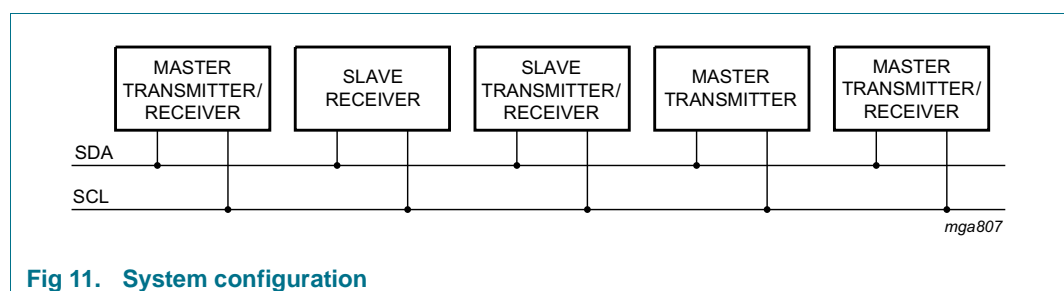 MASTER
TRANSMITTER/
RECEIVER
SLAVE
RECEIVER
SLAVE
TRANSMITTER/
RECEIVER
MASTER
TRANSMITTER
MASTER
TRANSMITTER/
RECEIVER
SDA
SCL
mga807
Fig 11. System configuration